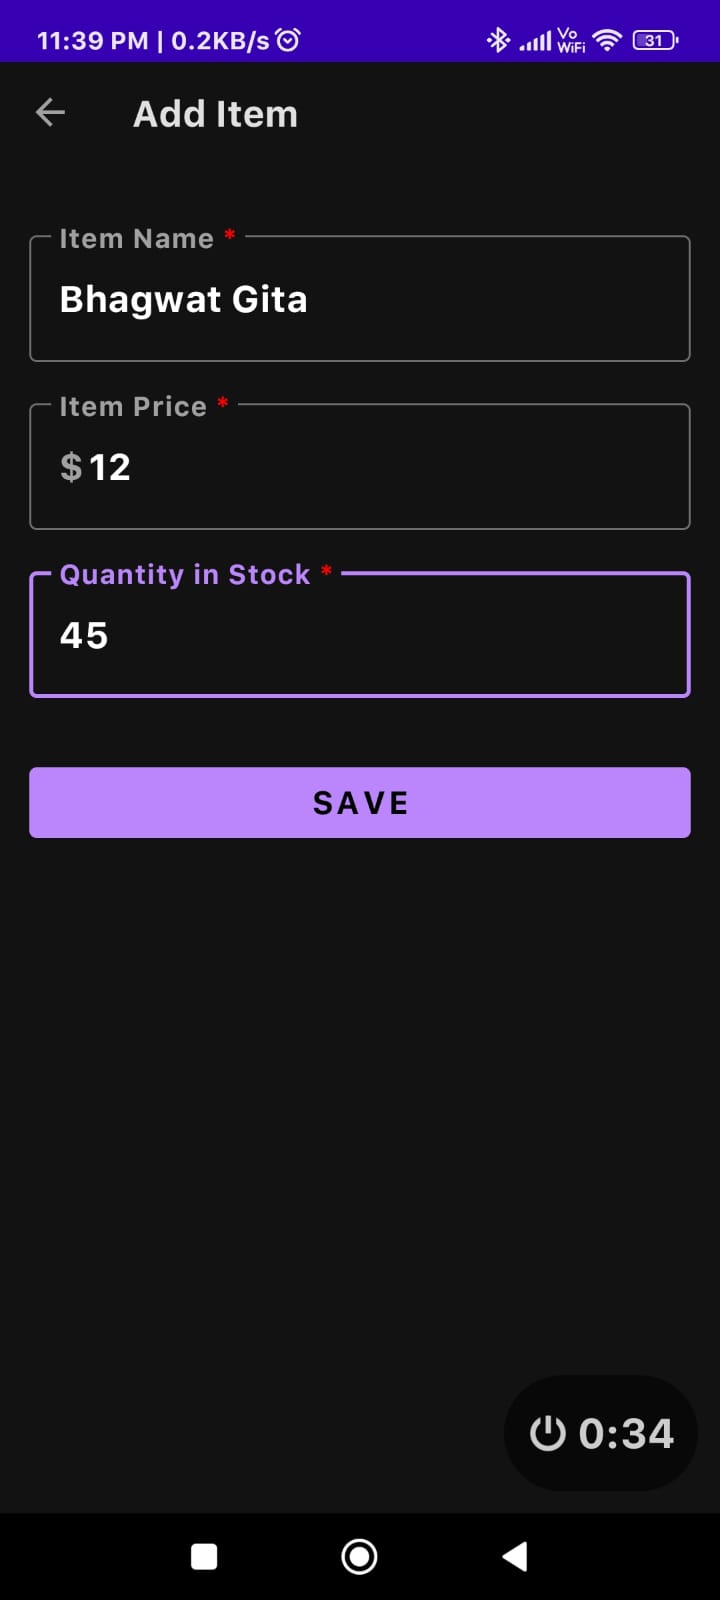 11:39 PM | 0.2KB/s Vo WiFi 31
Add Item
Item Name *
Bhagwat Gita
Item Price *
$12
Quantity in Stock *
45
SAVE
0:34